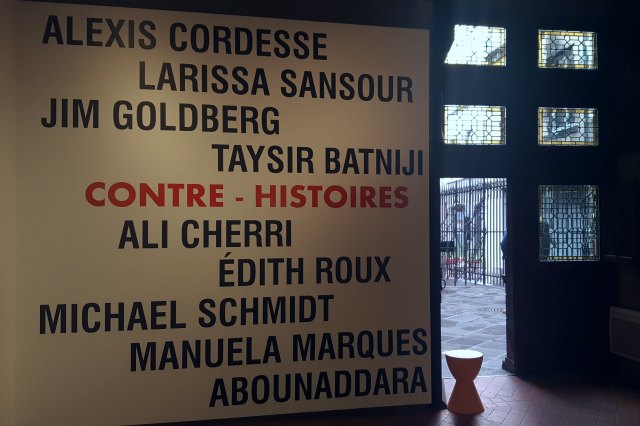 ALEXIS CORDESSE
LARISSA SANSOUR
JIM GOLDBERG
TAYSIR BATNIJI
CONTRE - HISTOIRES
ALI CHERRI
ÉDITH ROUX
MICHAEL SCHMIDT
MANUELA MARQUES
ABOUNADDARA